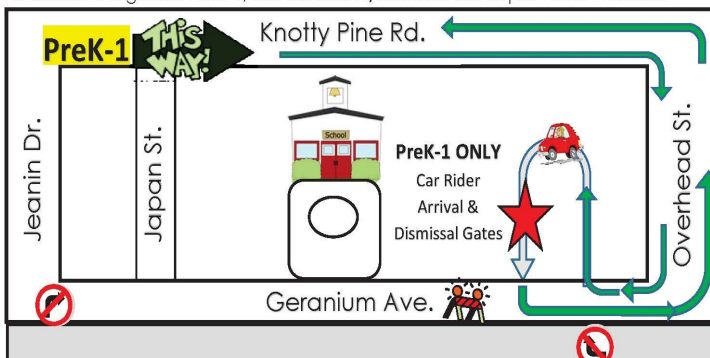 PreK-1
THIS WAY!
Knotty Pine Rd.
Jeanin Dr.
Japan St.
School
PreK-1 ONLY
Car Rider
Arrival &
Dismissal Gates
Overhead St.
Geranium Ave.